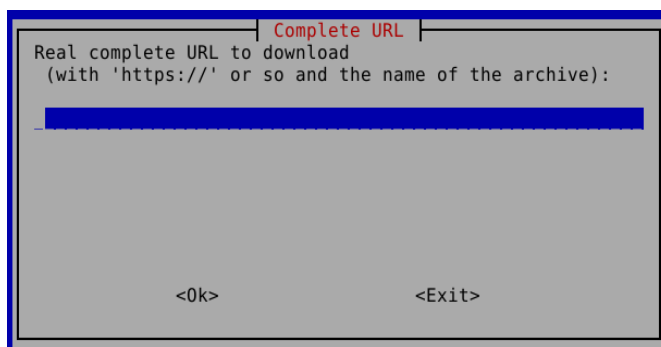 Complete URL
Real complete URL to download
(with 'https://' or so and the name of the archive):
<Ok> <Exit>